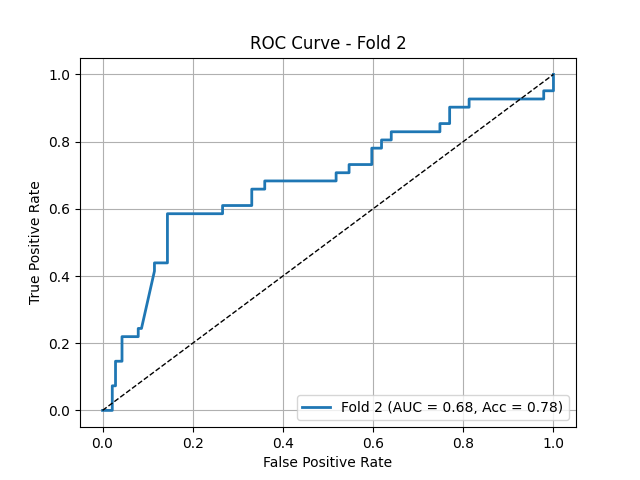 ROC Curve - Fold 2
True Positive Rate
1.0
0.8
0.6
0.4
0.2
0.0
Fold 2 (AUC = 0.68, Acc = 0.78)
0.0 0.2 0.4 0.6 0.8 1.0
False Positive Rate